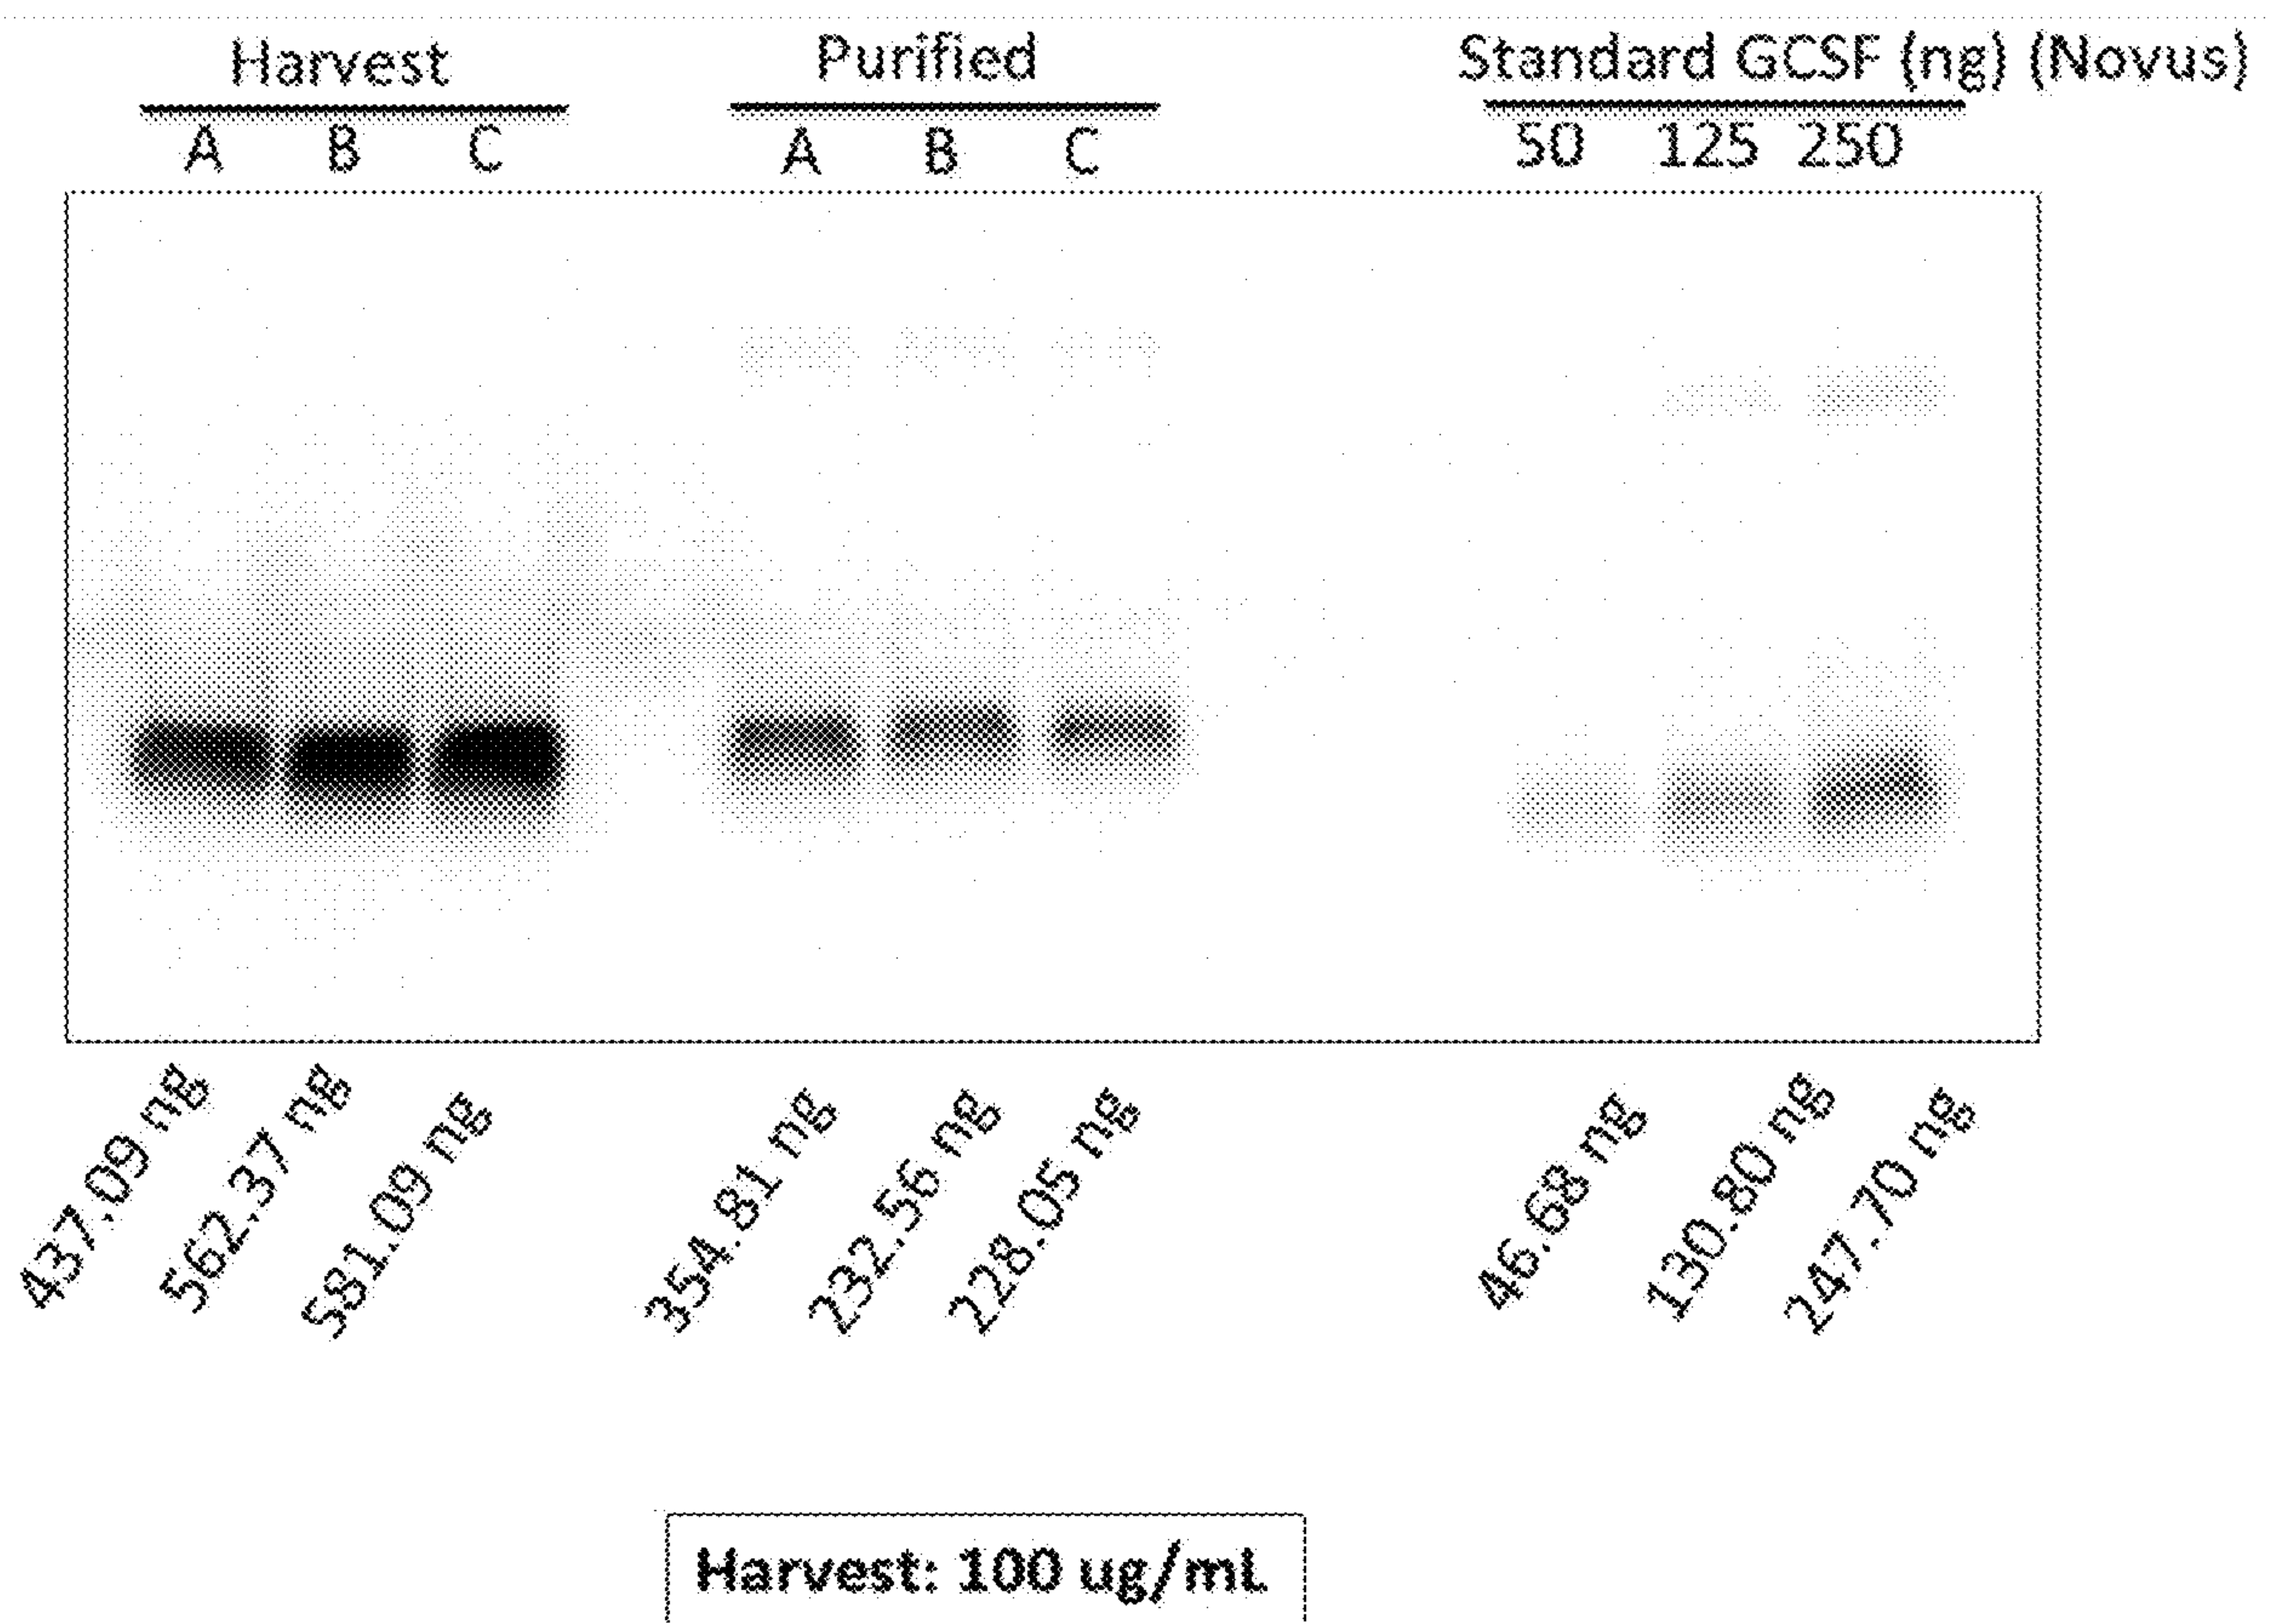 Harvest Purified Standard GCSF (ng) (Novus)
A B C A B C 50 125 250
437.09 ng 562.37 ng 581.09 ng 354.81 ng 232.56 ng 228.05 ng 46.68 ng 130.80 ng 247.70 ng
Harvest: 100 ug/mL